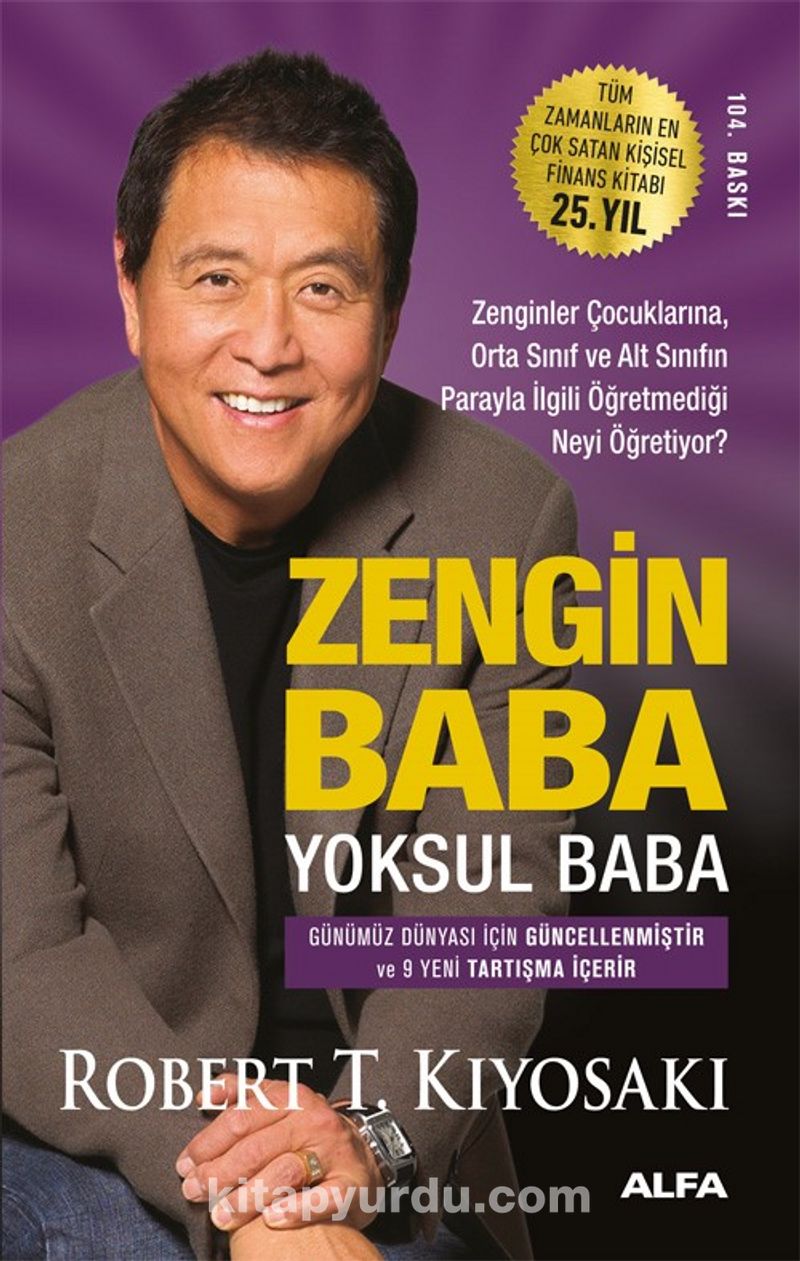 TÜM
ZAMANLARIN EN
ÇOK SATAN KİŞİSEL
FİNANS KİTABI
25. YIL
104. BASKI
Zenginler Çocuklarına,
Orta Sınıf ve Alt Sınıfın
Parayla İlgili Öğretmediği
Neyi Öğretiyor?
ZENGİN
BABA
YOKSUL BABA
GÜNÜMÜZ DÜNYASI İÇİN GÜNCELLENMİŞTİR
ve 9 YENİ TARTIŞMA İÇERİR
ROBERT T. KIYOSAKI
ALFA
kitapyurdu.com